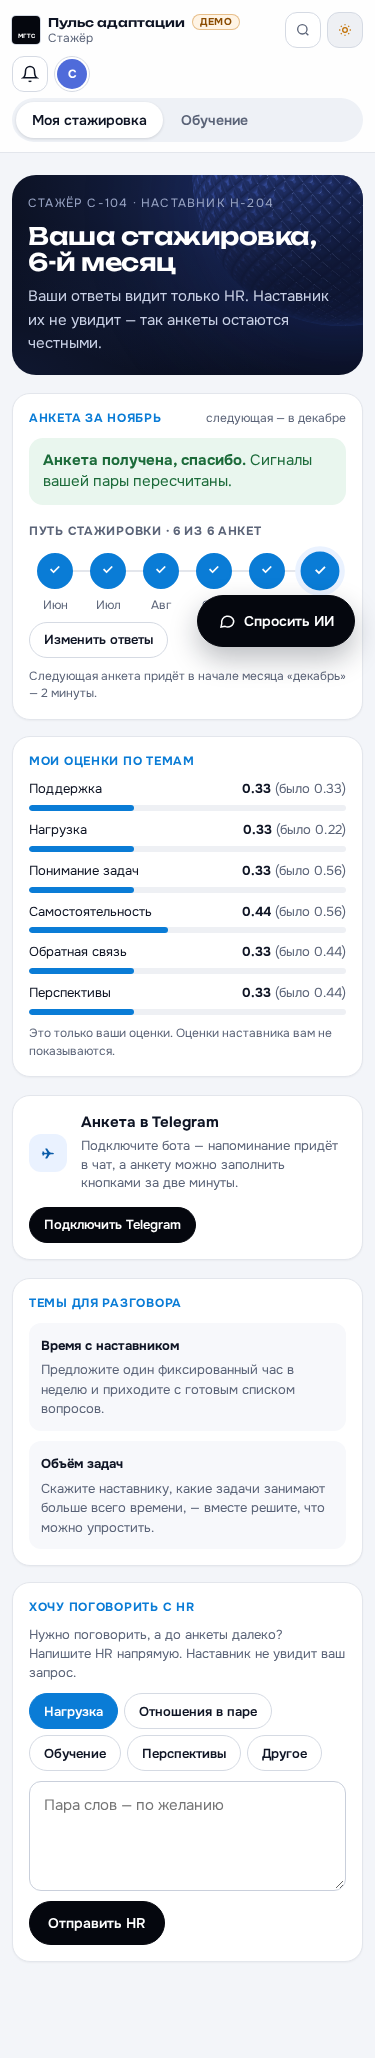 МГТС
Пульс адаптации ДЕМО
Стажёр
С
Моя стажировка Обучение
СТАЖЁР С-104 · НАСТАВНИК Н-204
Ваша стажировка,
6-й месяц
Ваши ответы видит только HR. Наставник
их не увидит — так анкеты остаются
честными.
АНКЕТА ЗА НОЯБРЬ следующая — в декабре
Анкета получена, спасибо. Сигналы
вашей пары пересчитаны.
ПУТЬ СТАЖИРОВКИ · 6 ИЗ 6 АНКЕТ
Июн Июл Авг
Спросить ИИ
Изменить ответы
Следующая анкета придёт в начале месяца «декабрь»
— 2 минуты.
МОИ ОЦЕНКИ ПО ТЕМАМ
Поддержка 0.33 (было 0.33)
Нагрузка 0.33 (было 0.22)
Понимание задач 0.33 (было 0.56)
Самостоятельность 0.44 (было 0.56)
Обратная связь 0.33 (было 0.44)
Перспективы 0.33 (было 0.44)
Это только ваши оценки. Оценки наставника вам не
показываются.
Анкета в Telegram
Подключите бота — напоминание придёт
в чат, а анкету можно заполнить
кнопками за две минуты.
Подключить Telegram
ТЕМЫ ДЛЯ РАЗГОВОРА
Время с наставником
Предложите один фиксированный час в
неделю и приходите с готовым списком
вопросов.
Объём задач
Скажите наставнику, какие задачи занимают
больше всего времени, — вместе решите, что
можно упростить.
ХОЧУ ПОГОВОРИТЬ С HR
Нужно поговорить, а до анкеты далеко?
Напишите HR напрямую. Наставник не увидит ваш
запрос.
Нагрузка Отношения в паре
Обучение Перспективы Другое
Пара слов — по желанию
Отправить HR